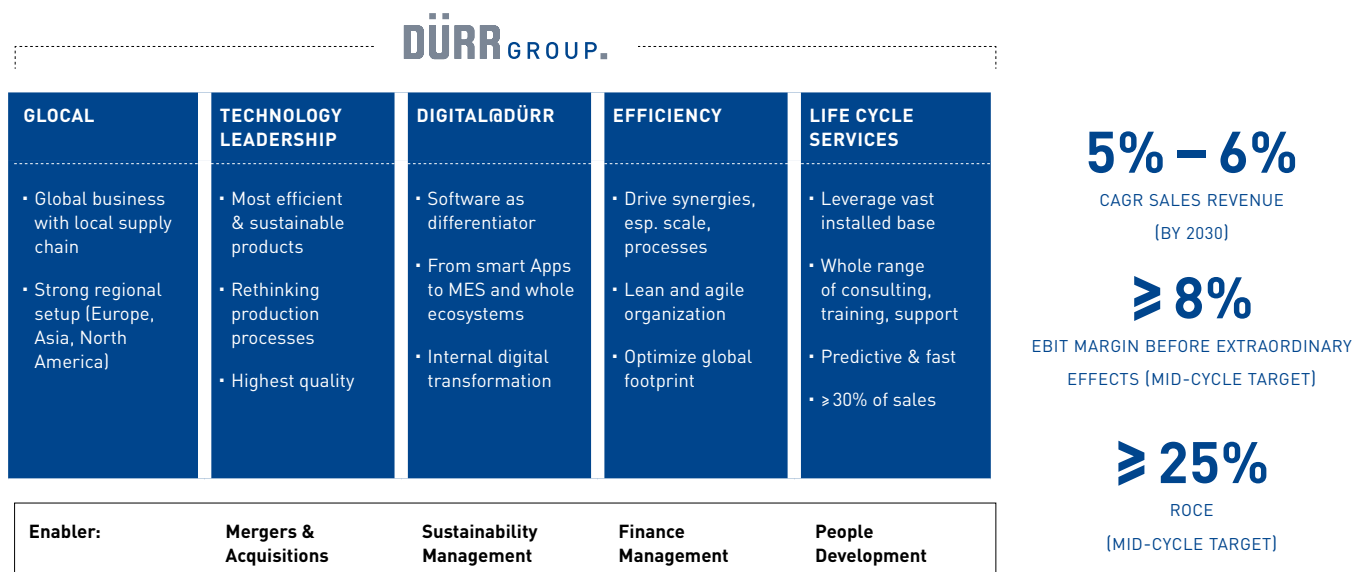 DÜRR GROUP.
GLOCAL
▪ Global business
with local supply
chain
▪ Strong regional
setup (Europe,
Asia, North
America)
TECHNOLOGY
LEADERSHIP
▪ Most efficient
& sustainable
products
▪ Rethinking
production
processes
▪ Highest quality
DIGITAL@DÜRR
▪ Software as
differentiator
▪ From smart Apps
to MES and whole
ecosystems
▪ Internal digital
transformation
EFFICIENCY
▪ Drive synergies,
esp. scale,
processes
▪ Lean and agile
organization
▪ Optimize global
footprint
LIFE CYCLE
SERVICES
▪ Leverage vast
installed base
▪ Whole range
of consulting,
training, support
▪ Predictive & fast
▪ ⩾30% of sales
Enabler:
Mergers &
Acquisitions
Sustainability
Management
Finance
Management
People
Development
5% – 6%
CAGR SALES REVENUE
(BY 2030)
⩾ 8%
EBIT MARGIN BEFORE EXTRAORDINARY
EFFECTS (MID-CYCLE TARGET)
⩾ 25%
ROCE
(MID-CYCLE TARGET)